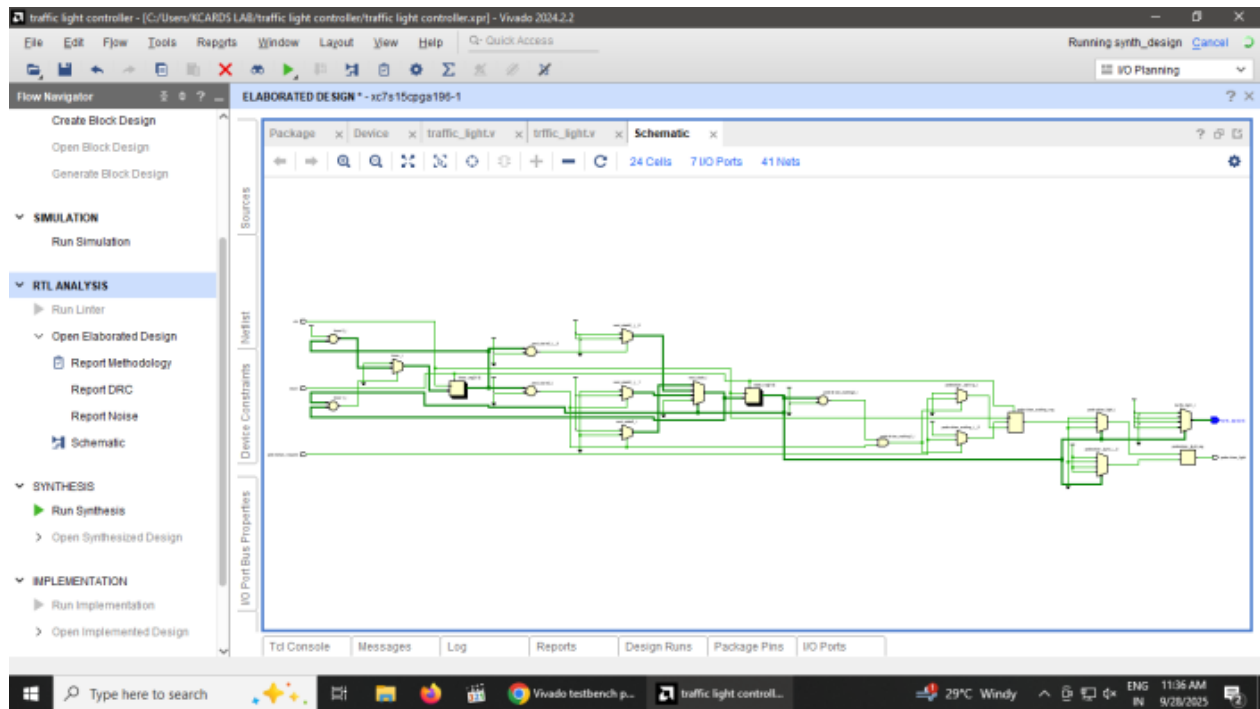 traffic light controller - [C:/Users/KCARDS LAB/traffic light controller/traffic light controller.xpr] - Vivado 2024.2.2
File Edit Flow Tools Reports Window Layout View Help Quick Access
Running synth_design Cancel
I/O Planning
Flow Navigator
ELABORATED DESIGN * - xc7s15cpga196-1
Create Block Design
Open Block Design
Generate Block Design
SIMULATION
Run Simulation
RTL ANALYSIS
Run Linter
Open Elaborated Design
Report Methodology
Report DRC
Report Noise
Schematic
SYNTHESIS
Run Synthesis
Open Synthesized Design
IMPLEMENTATION
Run Implementation
Open Implemented Design
Sources
Netlist
Device Constraints
I/O Port Bus Properties
Package Device traffic_light.v trffic_light.v Schematic
24 Cells 7 I/O Ports 41 Nets
Tcl Console Messages Log Reports Design Runs Package Pins I/O Ports
Type here to search
Vivado testbench p...
traffic light controll...
29°C Windy
ENG
IN
11:36 AM
9/28/2025
2